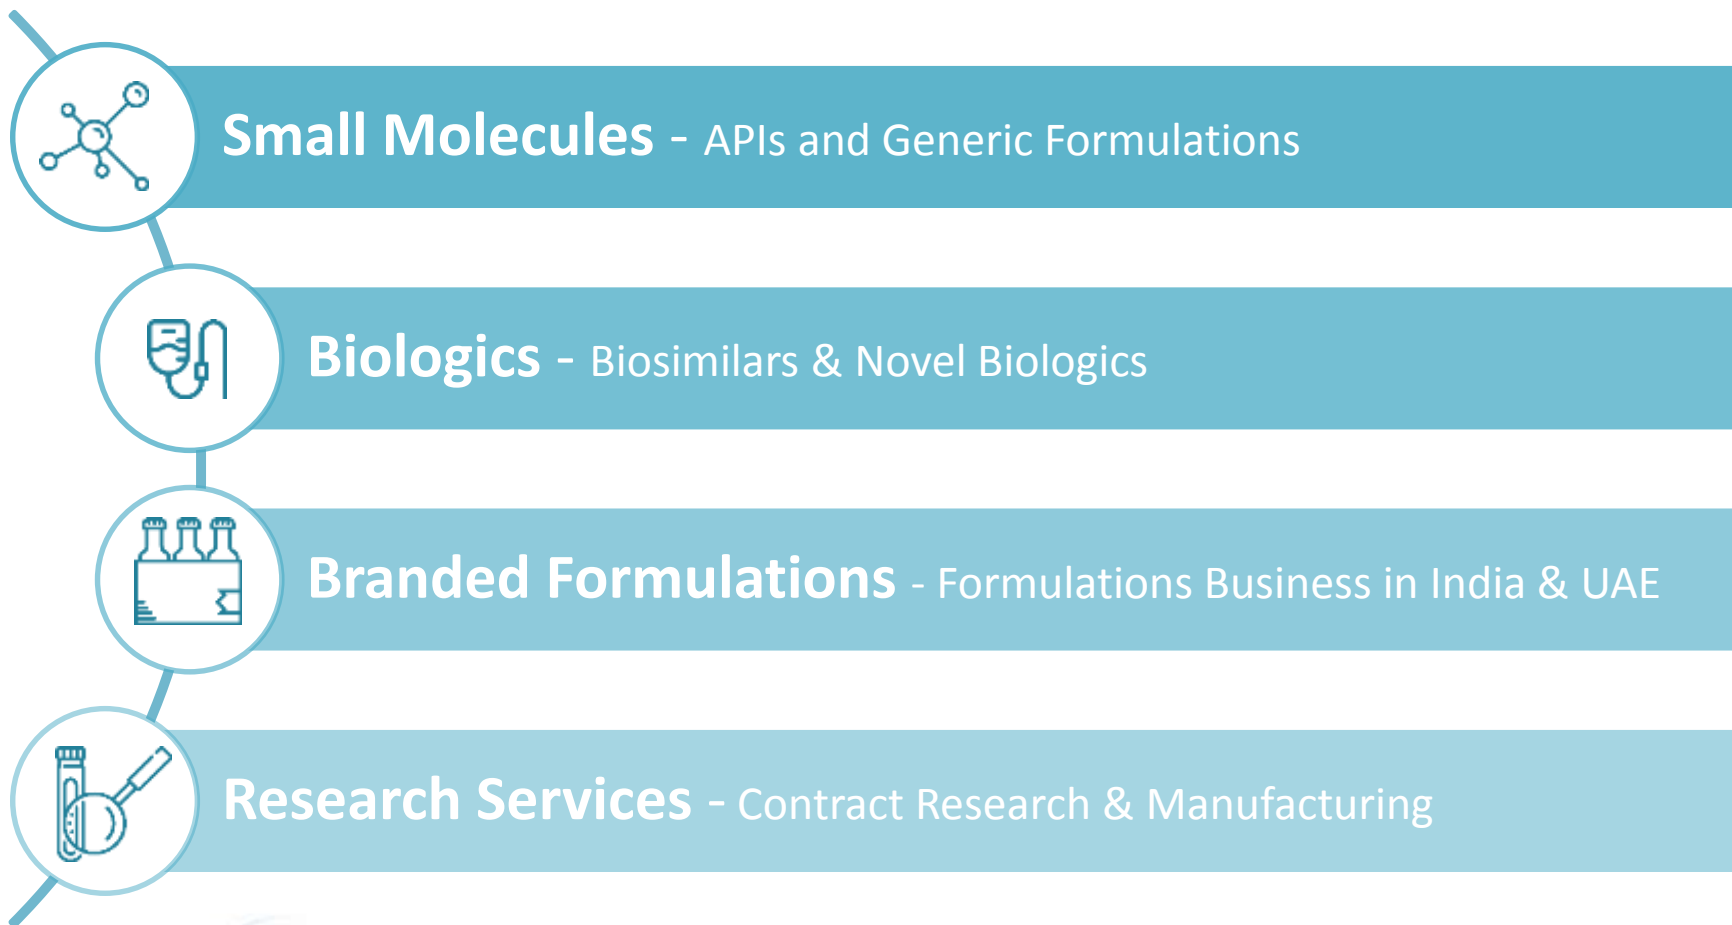 Small Molecules - APIs and Generic Formulations
Biologics - Biosimilars & Novel Biologics
Branded Formulations - Formulations Business in India & UAE
Research Services - Contract Research & Manufacturing